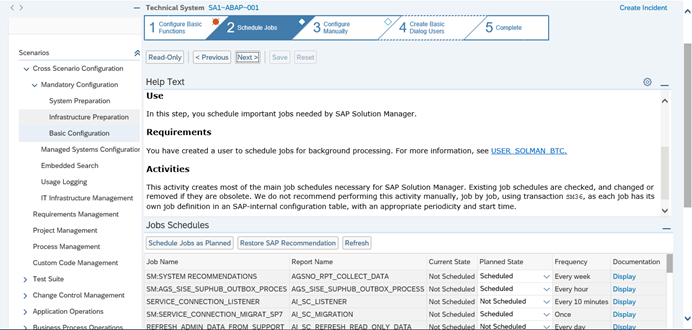 Technical System SA1-ABAP-001
Create Incident
1 Configure Basic Functions
2 Schedule Jobs
3 Configure Manually
4 Create Basic Dialog Users
5 Complete
Scenarios
Cross Scenario Configuration
Mandatory Configuration
System Preparation
Infrastructure Preparation
Basic Configuration
Managed Systems Configuration
Embedded Search
Usage Logging
IT Infrastructure Management
Requirements Management
Project Management
Process Management
Custom Code Management
Test Suite
Change Control Management
Application Operations
Business Process Operations
Read-Only < Previous Next > Save Reset
Help Text
Use
In this step, you schedule important jobs needed by SAP Solution Manager.
Requirements
You have created a user to schedule jobs for background processing. For more information, see USER SOLMAN_BTC.
Activities
This activity creates most of the main job schedules necessary for SAP Solution Manager. Existing job schedules are checked, and changed or
removed if they are obsolete. We do not recommend performing this activity manually, job by job, using transaction SM36, as each job has its
own job definition in an SAP-internal configuration table, with an appropriate periodicity and start time.
Jobs Schedules
Schedule Jobs as Planned Restore SAP Recommendation Refresh
Job Name Report Name Current State Planned State Frequency Documentation
SM:SYSTEM RECOMMENDATIONS AGSNO_RPT_COLLECT_DATA Not Scheduled Scheduled Every week Display
SM:AGS_SISE_SUPHUB_OUTBOX_PROCES AGS_SISE_SUPHUB_OUTBOX_PROCESS Not Scheduled Scheduled Every hour Display
SERVICE_CONNECTION_LISTENER AI_SC_LISTENER Not Scheduled Scheduled Every 10 minutes Display
SM:SERVICE_CONNECTION_MIGRAT_SP7 AI_SC_MIGRATION Not Scheduled Scheduled Once Display
REFRESH_ADMIN_DATA_FROM_SUPPORT AI_SC_REFRESH_READ_ONLY_DATA Not Scheduled Scheduled Every day Display